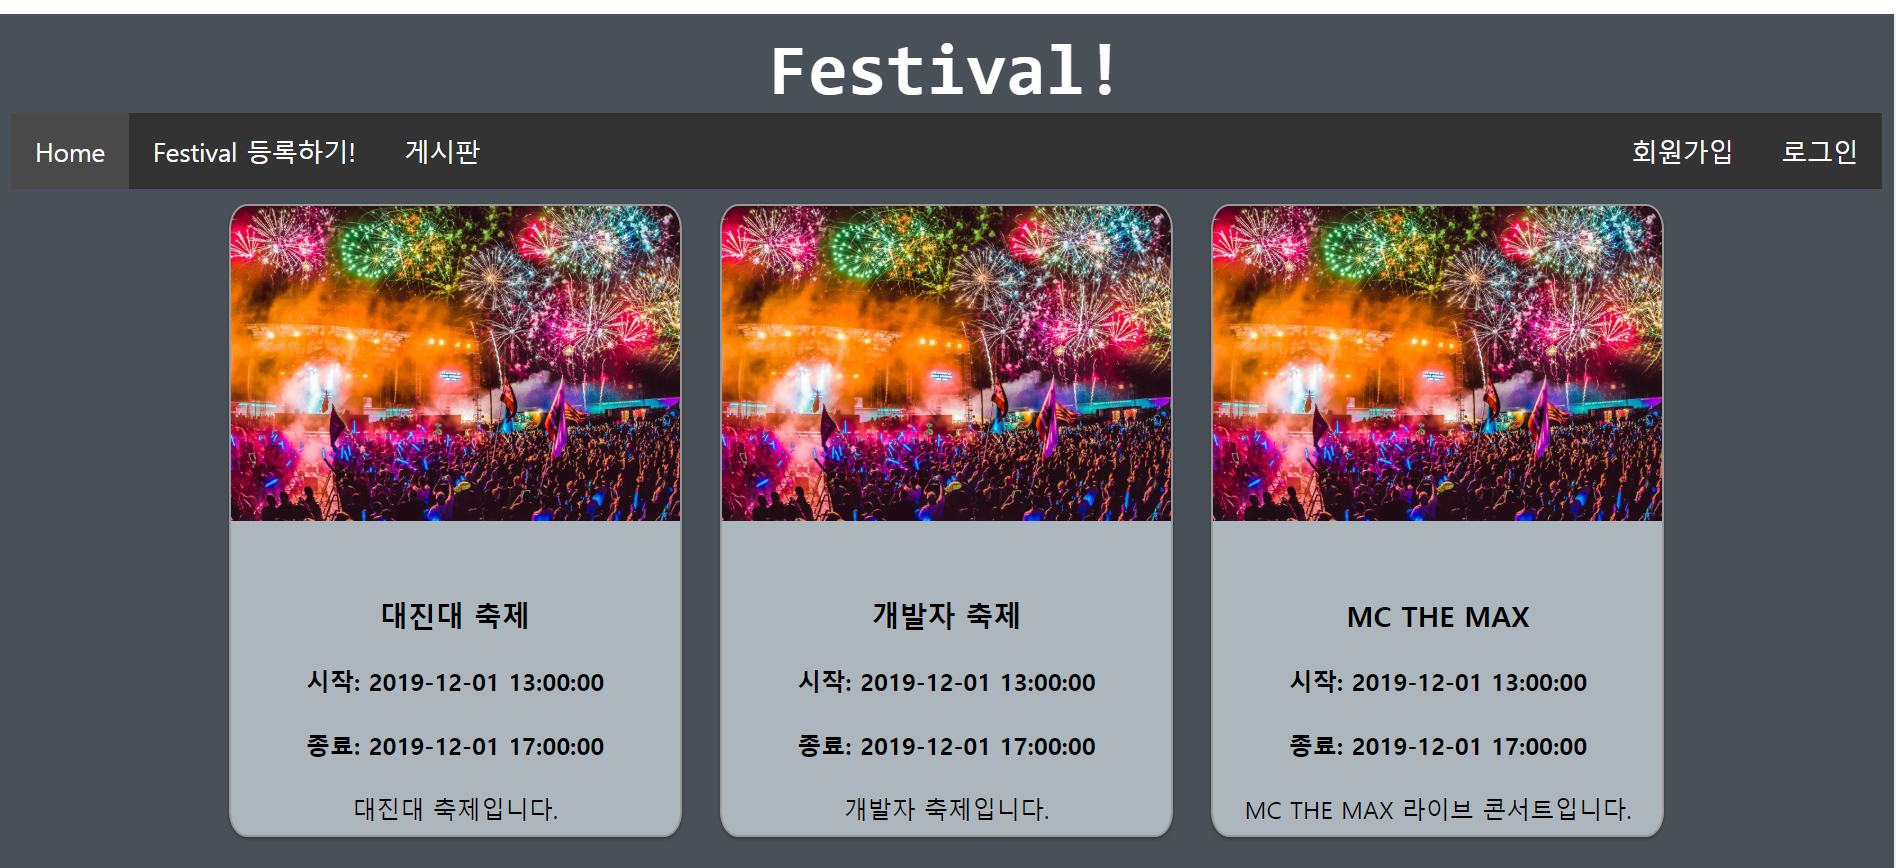 Festival!
Home Festival 등록하기! 게시판 회원가입 로그인
대진대 축제
시작: 2019-12-01 13:00:00
종료: 2019-12-01 17:00:00
대진대 축제입니다.
개발자 축제
시작: 2019-12-01 13:00:00
종료: 2019-12-01 17:00:00
개발자 축제입니다.
MC THE MAX
시작: 2019-12-01 13:00:00
종료: 2019-12-01 17:00:00
MC THE MAX 라이브 콘서트입니다.